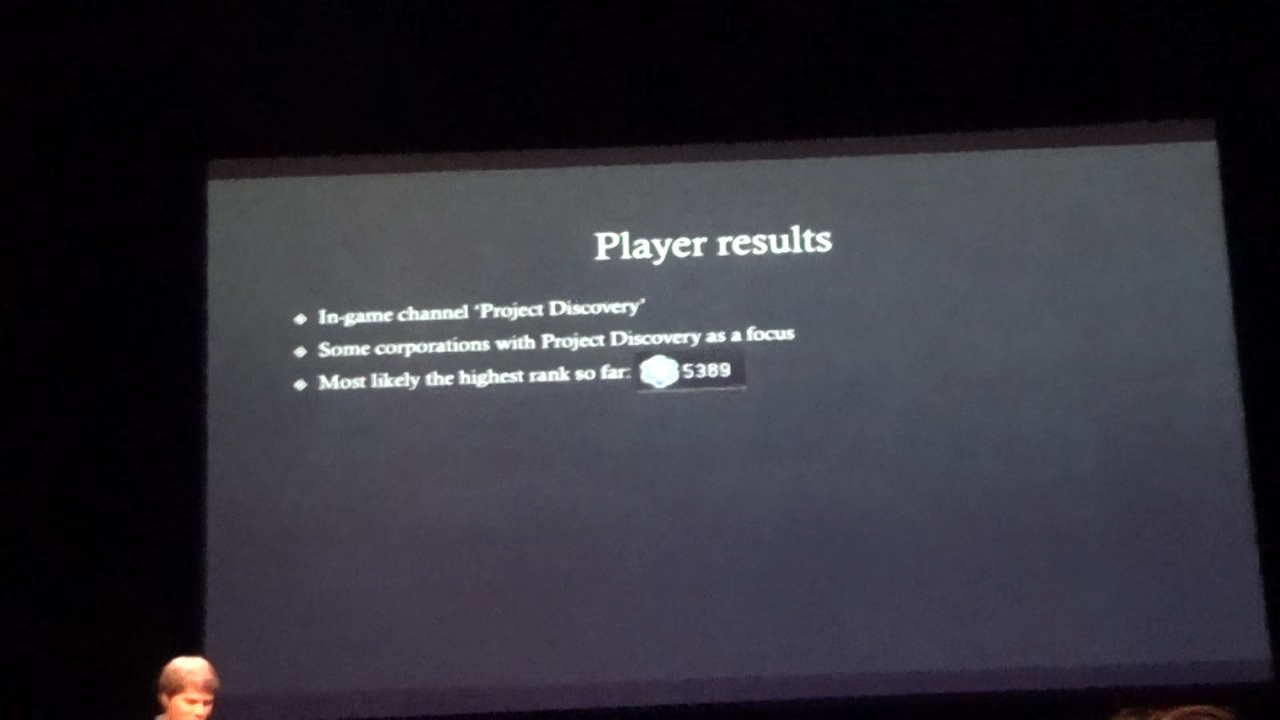 Player results
In-game channel ‘Project Discovery’
Some corporations with Project Discovery as a focus
Most likely the highest rank so far: 5389